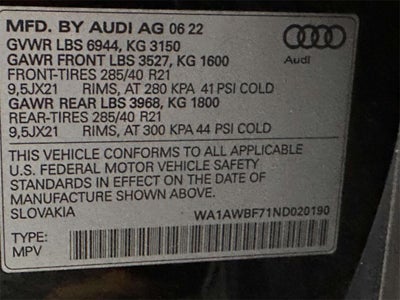 MFD. BY AUDI AG 06 22
GVWR LBS 6944, KG 3150
GAWR FRONT LBS 3527, KG 1600
FRONT-TIRES 285/40 R21
9,5JX21 RIMS, AT 280 KPA 41 PSI COLD
GAWR REAR LBS 3968, KG 1800
REAR-TIRES 285/40 R21
9,5JX21 RIMS, AT 300 KPA 44 PSI COLD
Audi
THIS VEHICLE CONFORMS TO ALL APPLICABLE
U.S. FEDERAL MOTOR VEHICLE SAFETY
STANDARDS IN EFFECT ON THE DATE OF
MANUFACTURE SHOWN ABOVE.
SLOVAKIA WA1AWBF71ND020190
TYPE:
MPV